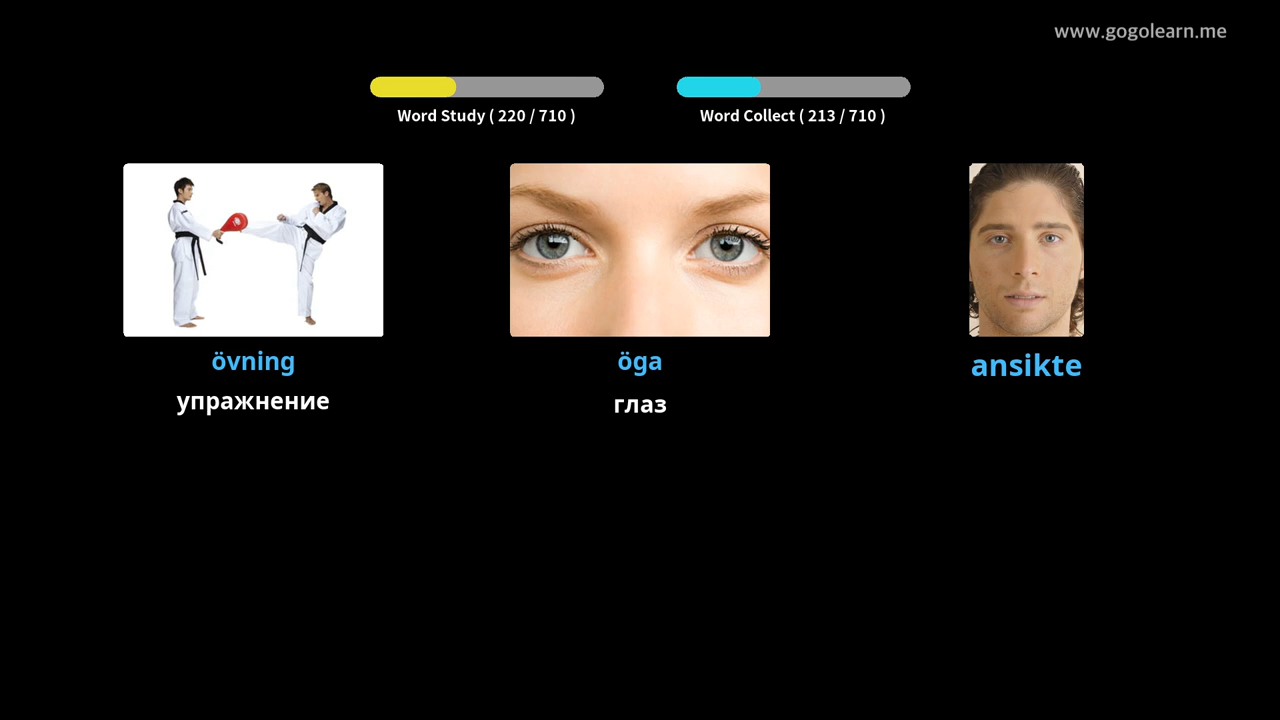 www.gogolearn.me
Word Study ( 220 / 710 )
Word Collect ( 213 / 710 )
övning
öga
ansikte
упражнение
глаз